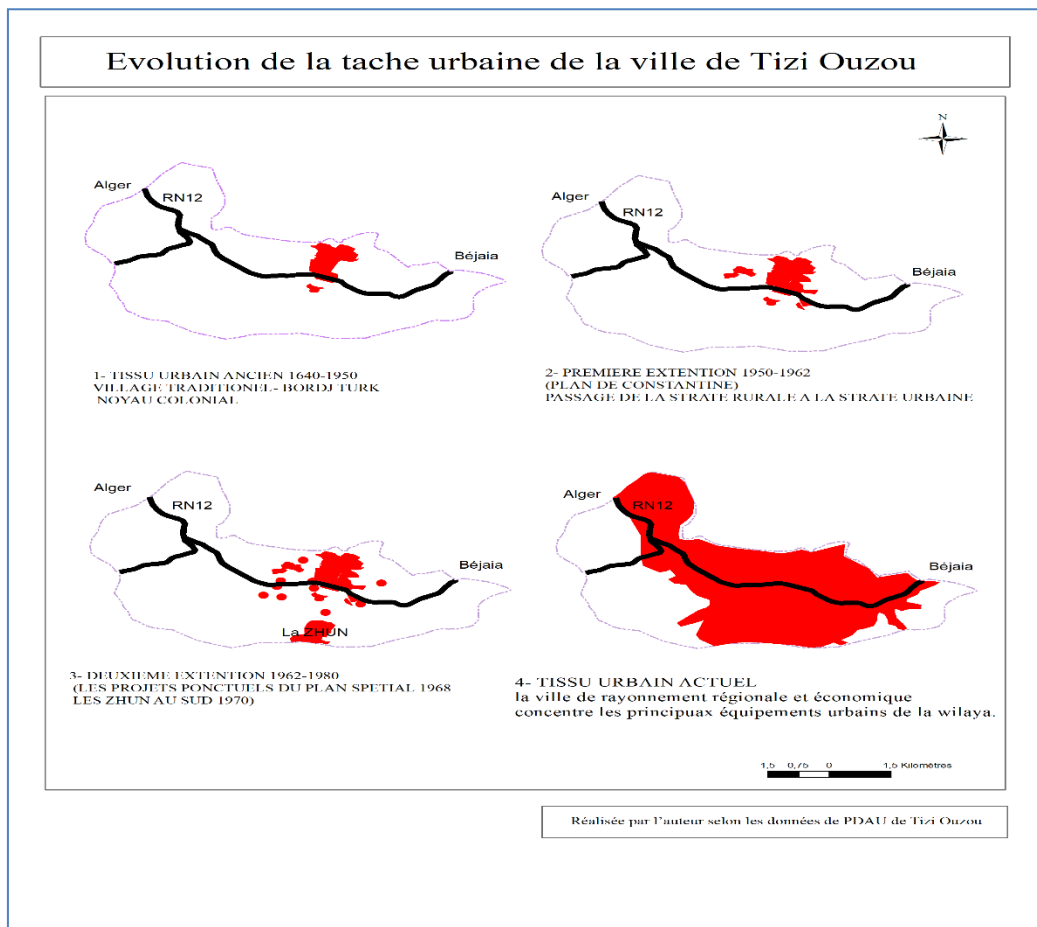 Evolution de la tache urbaine de la ville de Tizi Ouzou
N
Alger
RN12
Béjaia
1- TISSU URBAIN ANCIEN 1640-1950
VILLAGE TRADITIONEL- BORDJ TURK
NOYAU COLONIAL
Alger
RN12
Béjaia
2- PREMIERE EXTENTION 1950-1962
(PLAN DE CONSTANTINE)
PASSAGE DE LA STRATE RURALE A LA STRATE URBAINE
Alger
RN12
Béjaia
La ZHUN
3- DEUXIEME EXTENTION 1962-1980
(LES PROJETS PONCTUELS DU PLAN SPETIAL 1968
LES ZHUN AU SUD 1970)
Alger
RN12
Béjaia
4- TISSU URBAIN ACTUEL
la ville de rayonnement régionale et économique
concentre les principuax équipements urbains de la wilaya.
1,5 0,75 0 1,5 Kilomètres
Réalisée par l'auteur selon les données de PDAU de Tizi Ouzou